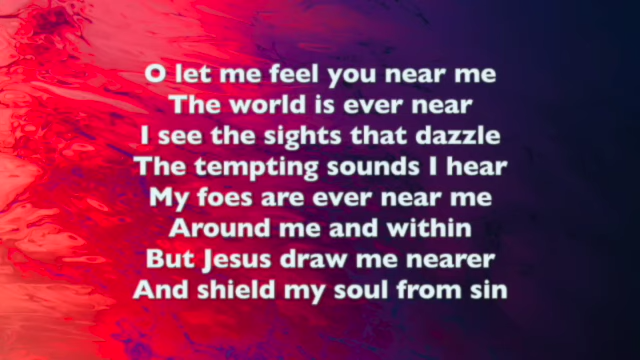 O let me feel you near me
The world is ever near
I see the sights that dazzle
The tempting sounds I hear
My foes are ever near me
Around me and within
But Jesus draw me nearer
And shield my soul from sin